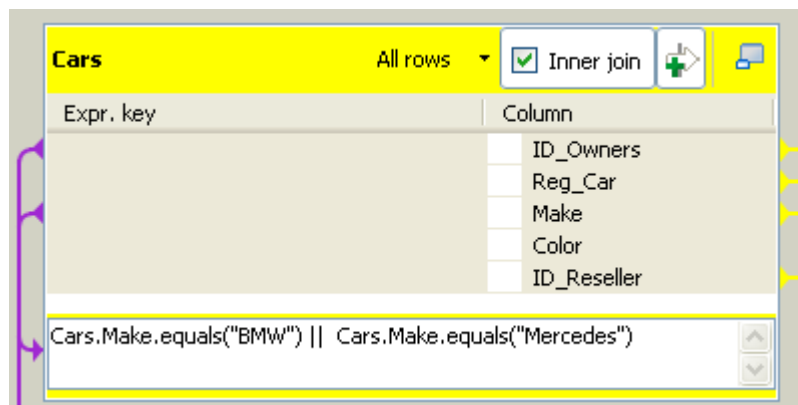 Cars All rows Inner join
Expr. key Column
ID_Owners
Reg_Car
Make
Color
ID_Reseller
Cars.Make.equals("BMW") || Cars.Make.equals("Mercedes")